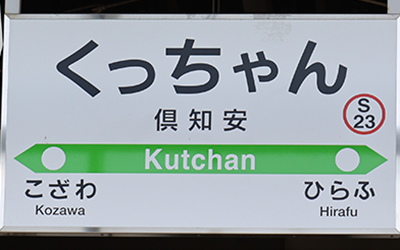 くっちゃん
倶知安
S
23
Kutchan
こざわ
ひらふ
Kozawa
Hirafu